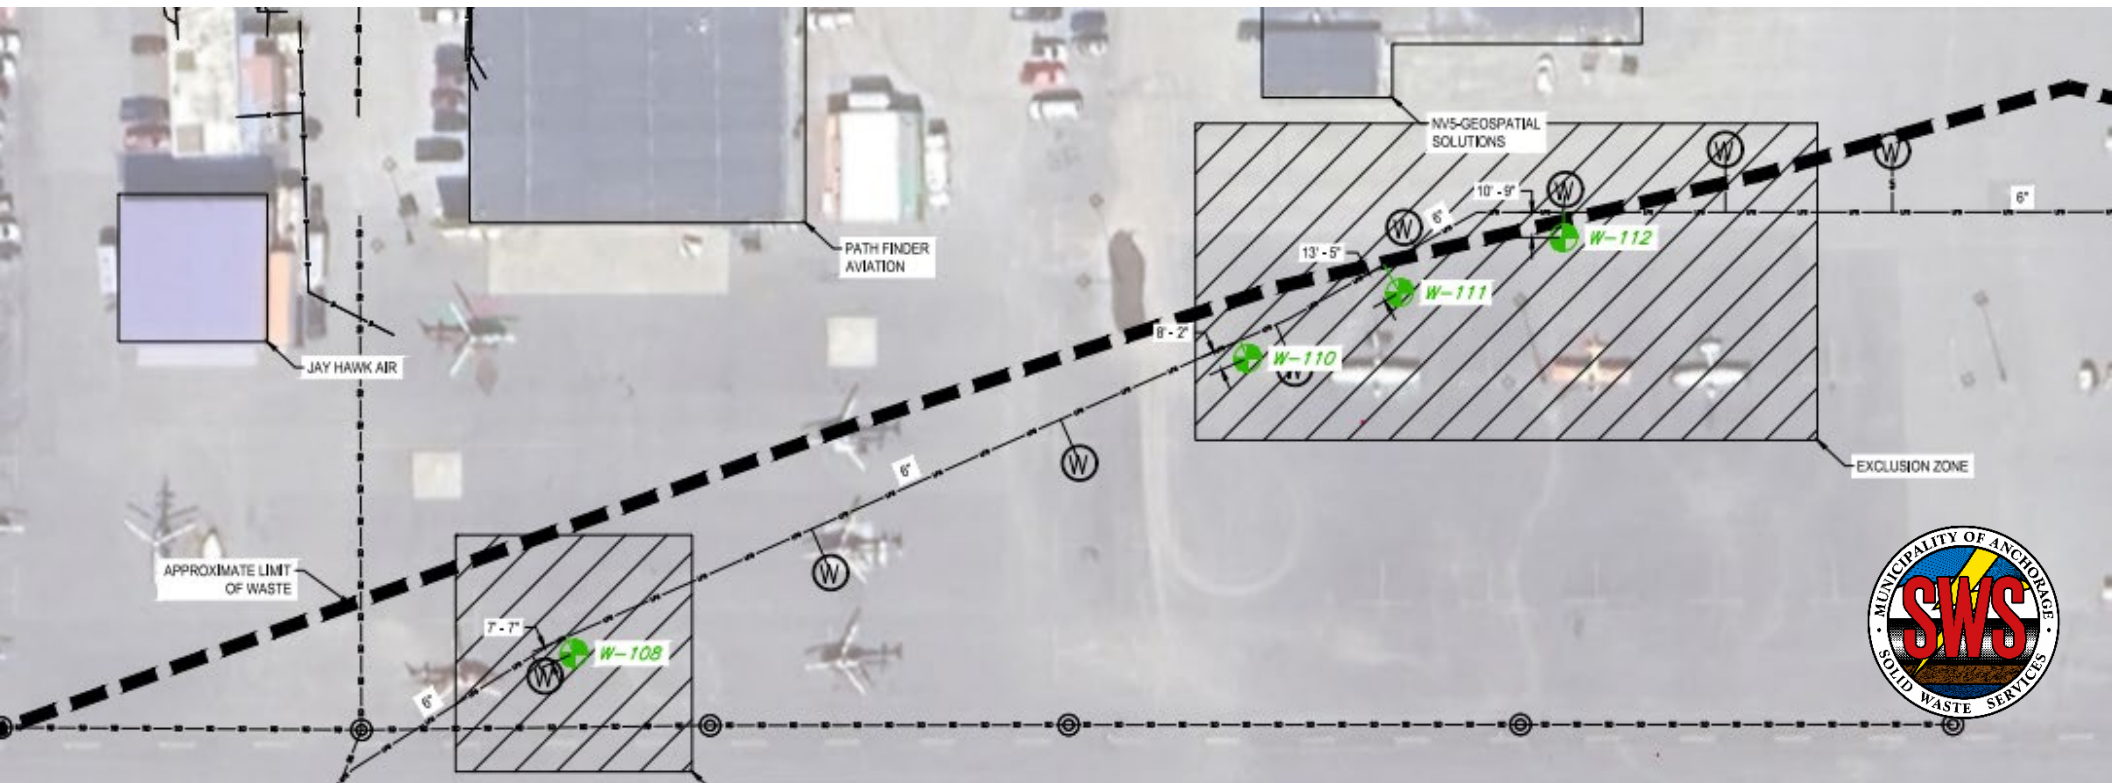 NV5-GEOSPATIAL
SOLUTIONS
PATH FINDER
AVIATION
JAY HAWK AIR
10' - 9"
6"
6"
W
W
W
W
W-112
13' - 5"
W-111
8' - 2"
W-110
W
6"
W
EXCLUSION ZONE
APPROXIMATE LIMIT
OF WASTE
W
7' - 7"
W-108
W
6"
MUNICIPALITY OF ANCHORAGE
SWS
SOLID WASTE SERVICES